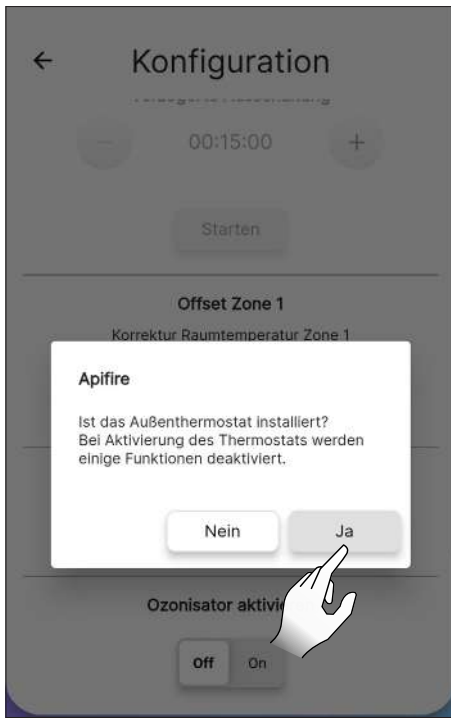 Konfiguration
00:15:00
Starten
Offset Zone 1
Korrektur Raumtemperatur Zone 1
Apifire
Ist das Außenthermostat installiert?
Bei Aktivierung des Thermostats werden
einige Funktionen deaktiviert.
Nein Ja
Ozonisator
Off On